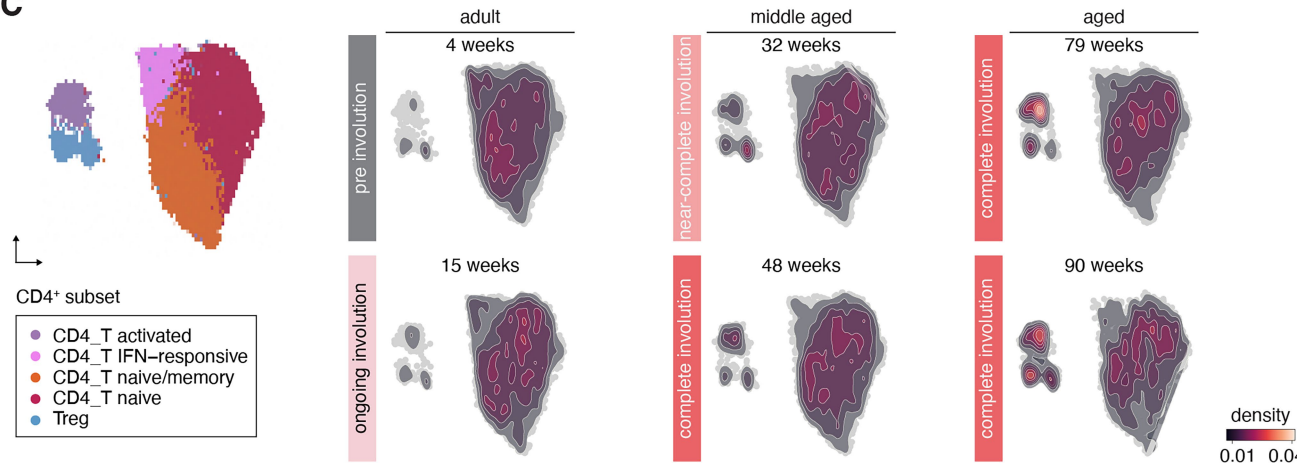 C
adult
middle aged
aged
4 weeks
32 weeks
79 weeks
pre involution
near-complete involution
complete involution
15 weeks
48 weeks
90 weeks
ongoing involution
complete involution
complete involution
CD4⁺ subset
CD4_T activated
CD4_T IFN–responsive
CD4_T naive/memory
CD4_T naive
Treg
density
0.01 0.04